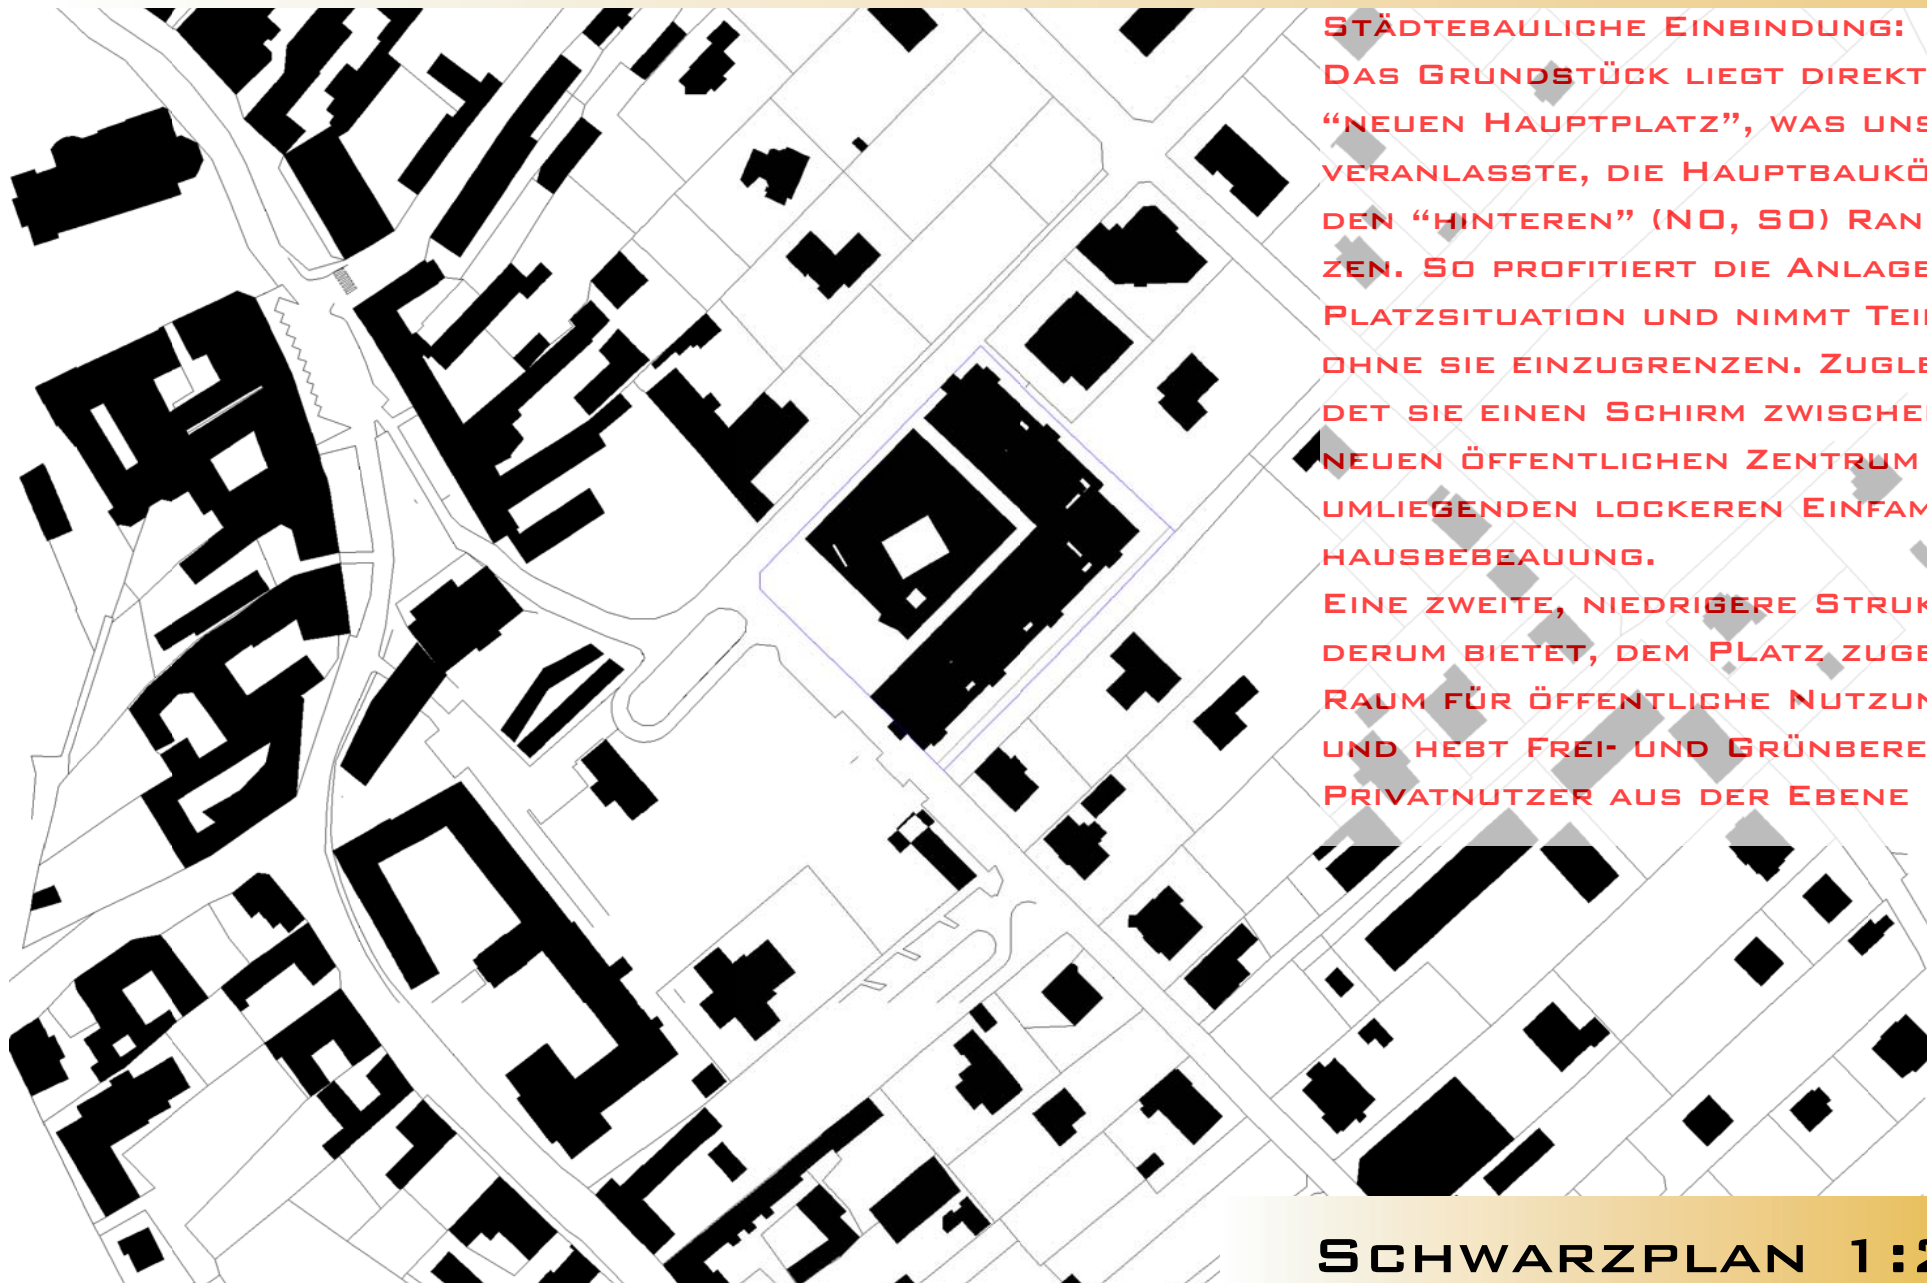 Städtebauliche Einbindung:
Das Grundstück liegt direkt
“neuen Hauptplatz”, was uns
veranlasste, die Hauptbaukö
den “hinteren” (NO, SO) Ran
zen. So profitiert die Anlage
Platzsituation und nimmt Teil
ohne sie einzugrenzen. Zugle
det sie einen Schirm zwischen
neuen öffentlichen Zentrum
umliegenden lockeren Einfam
hausbebeauung.
Eine zweite, niedrigere Struk
derum bietet, dem PLatz zuge
Raum für öffentliche Nutzun
und hebt Frei- und Grünbere
Privatnutzer aus der Ebene
Schwarzplan 1:2